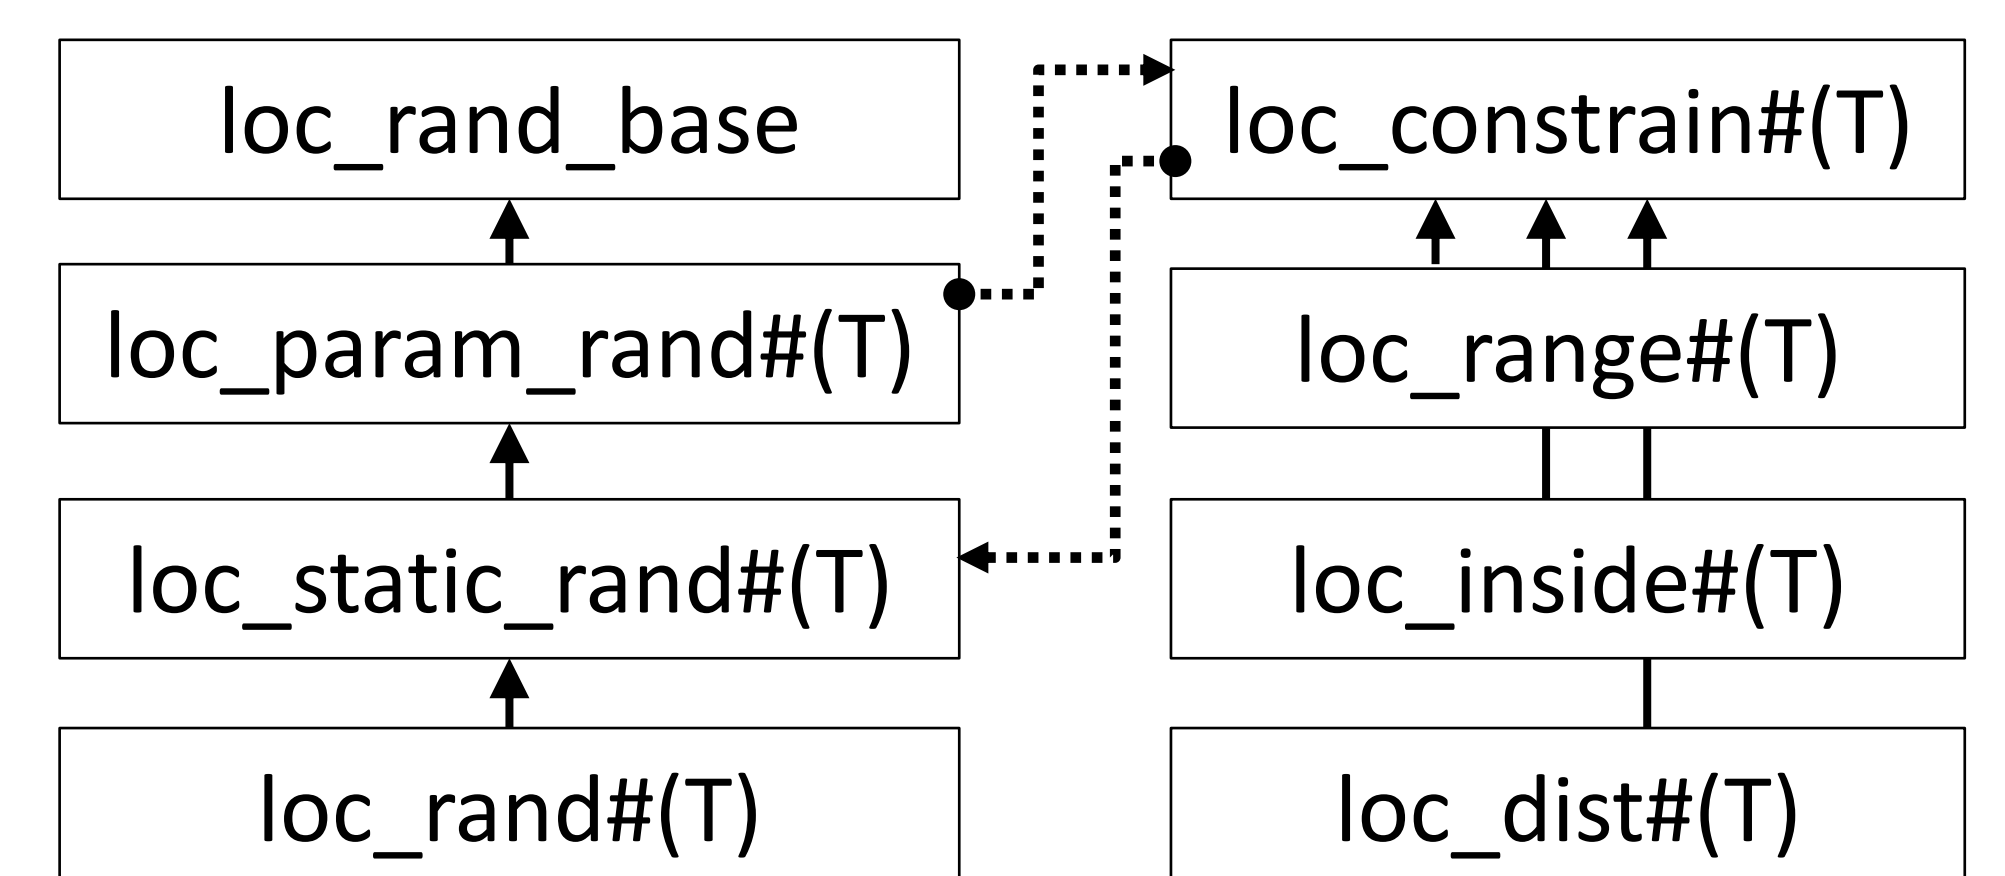 loc_rand_base
loc_param_rand#(T)
loc_static_rand#(T)
loc_rand#(T)
loc_constrain#(T)
loc_range#(T)
loc_inside#(T)
loc_dist#(T)